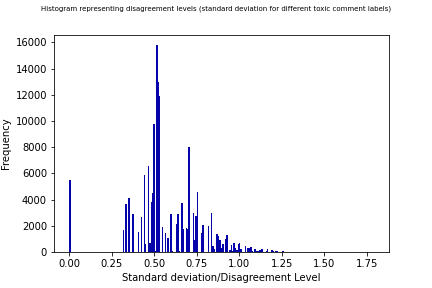 Histogram representing disagreement levels (standard deviation for different toxic comment labels)
16000
14000
12000
10000
8000
6000
4000
2000
0
Frequency
0.00 0.25 0.50 0.75 1.00 1.25 1.50 1.75
Standard Deviation/Disagreement Level